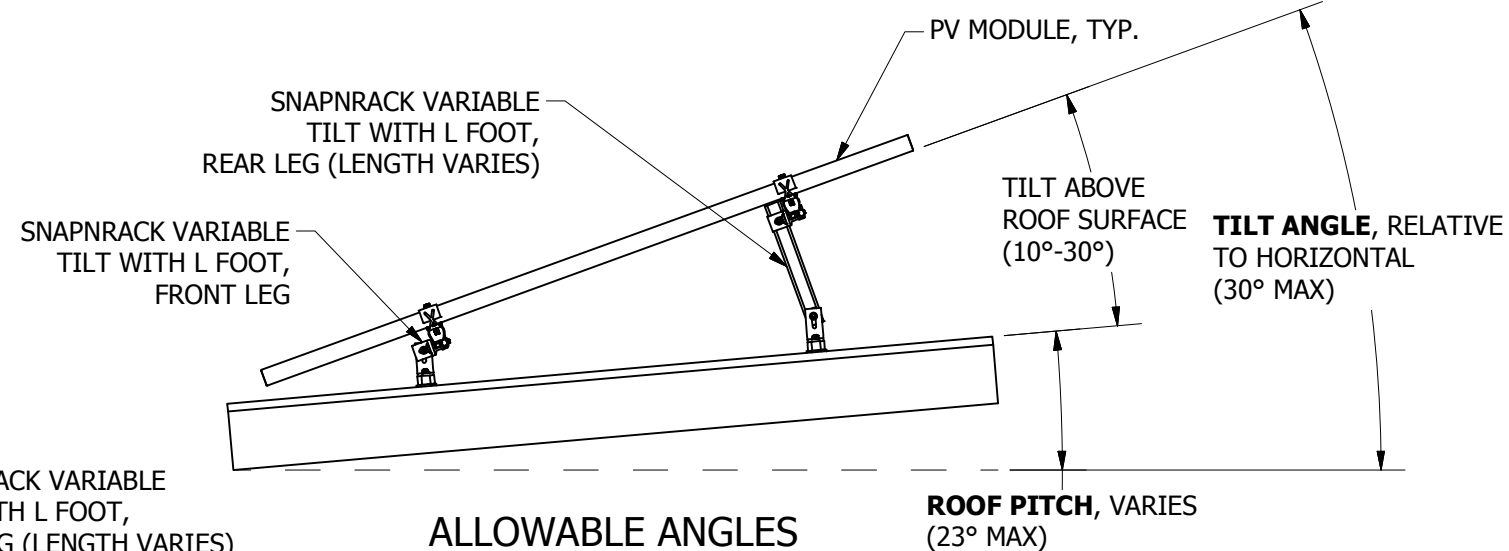 PV MODULE, TYP.
SNAPNRACK VARIABLE
TILT WITH L FOOT,
REAR LEG (LENGTH VARIES)
SNAPNRACK VARIABLE
TILT WITH L FOOT,
FRONT LEG
TILT ABOVE
ROOF SURFACE
(10°-30°)
TILT ANGLE, RELATIVE
TO HORIZONTAL
(30° MAX)
ACK VARIABLE
TH L FOOT,
G (LENGTH VARIES)
ALLOWABLE ANGLES
ROOF PITCH, VARIES
(23° MAX)